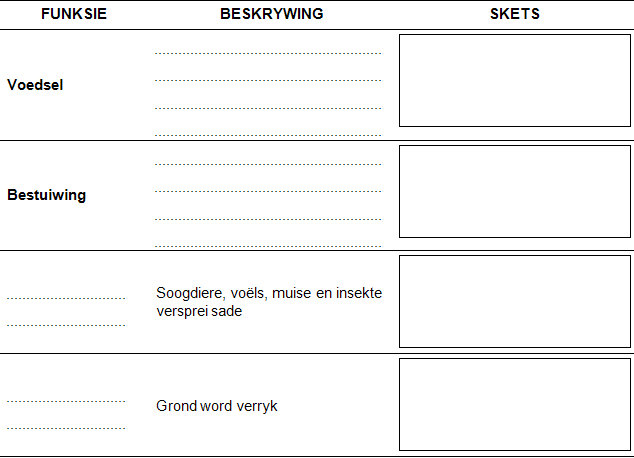 FUNKSIE BESKRYWING SKETS
Voedsel
Bestuiwing
Soogdiere, voëls, muise en insekte
versprei sade
Grond word verryk